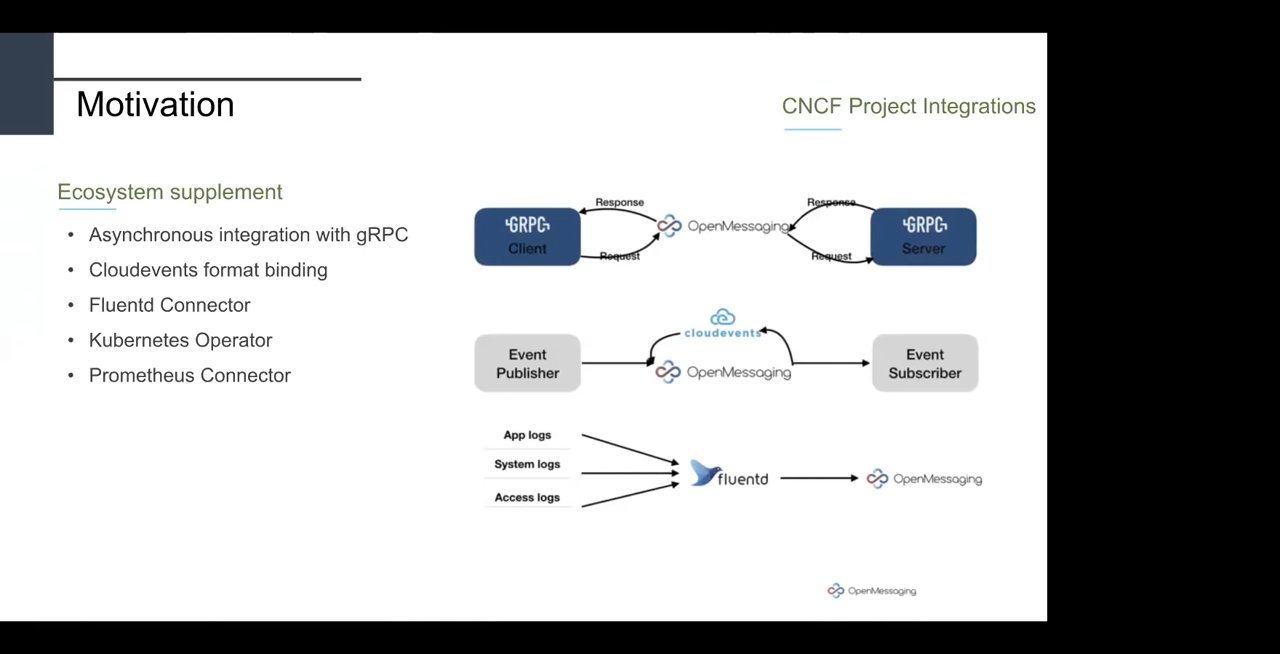 Motivation
CNCF Project Integrations
Ecosystem supplement
• Asynchronous integration with gRPC
• Cloudevents format binding
• Fluentd Connector
• Kubernetes Operator
• Prometheus Connector
Response
Response
GRPC
Client
OpenMessaging
GRPC
Server
Request
Request
cloudevents
Event
Publisher
OpenMessaging
Event
Subscriber
App logs
System logs
Access logs
fluentd
OpenMessaging
OpenMessaging